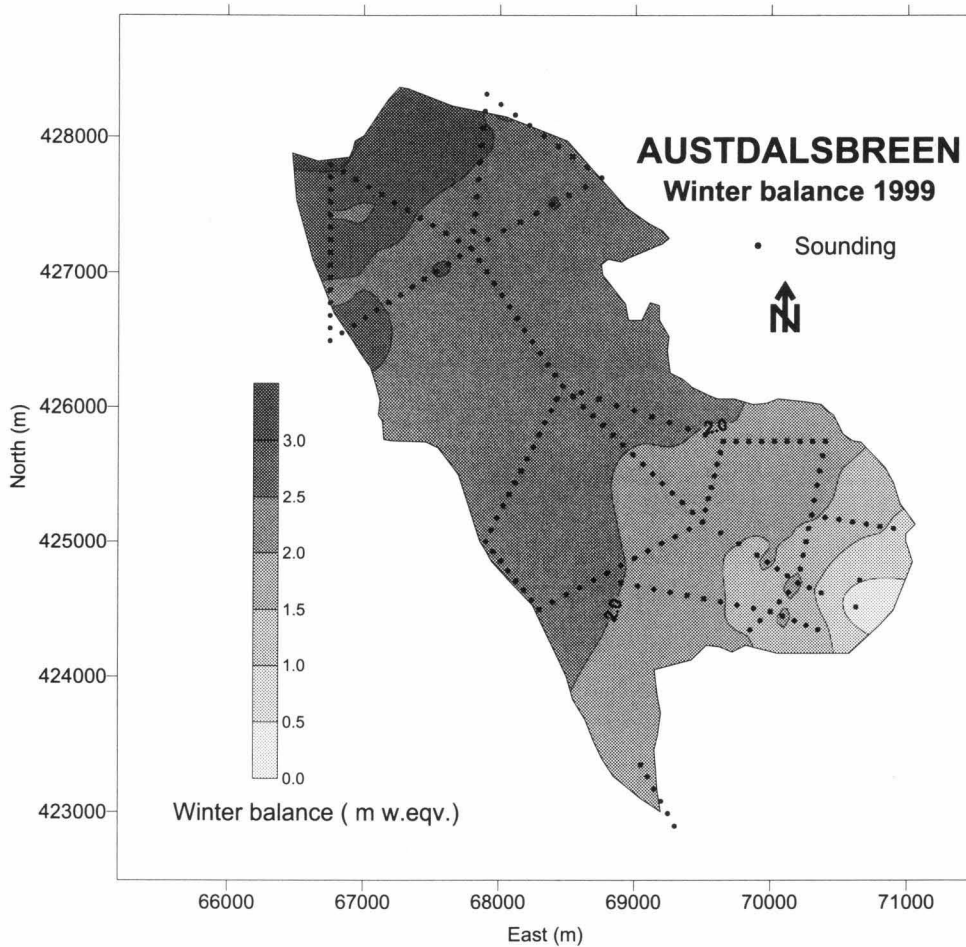 AUSTDALSBREEN
Winter balance 1999
Sounding
N
428000
427000
426000
425000
424000
423000
North (m)
2.0
2.0
3.0
2.5
2.0
1.5
1.0
0.5
0.0
Winter balance ( m w.eqv.)
66000 67000 68000 69000 70000 71000
East (m)